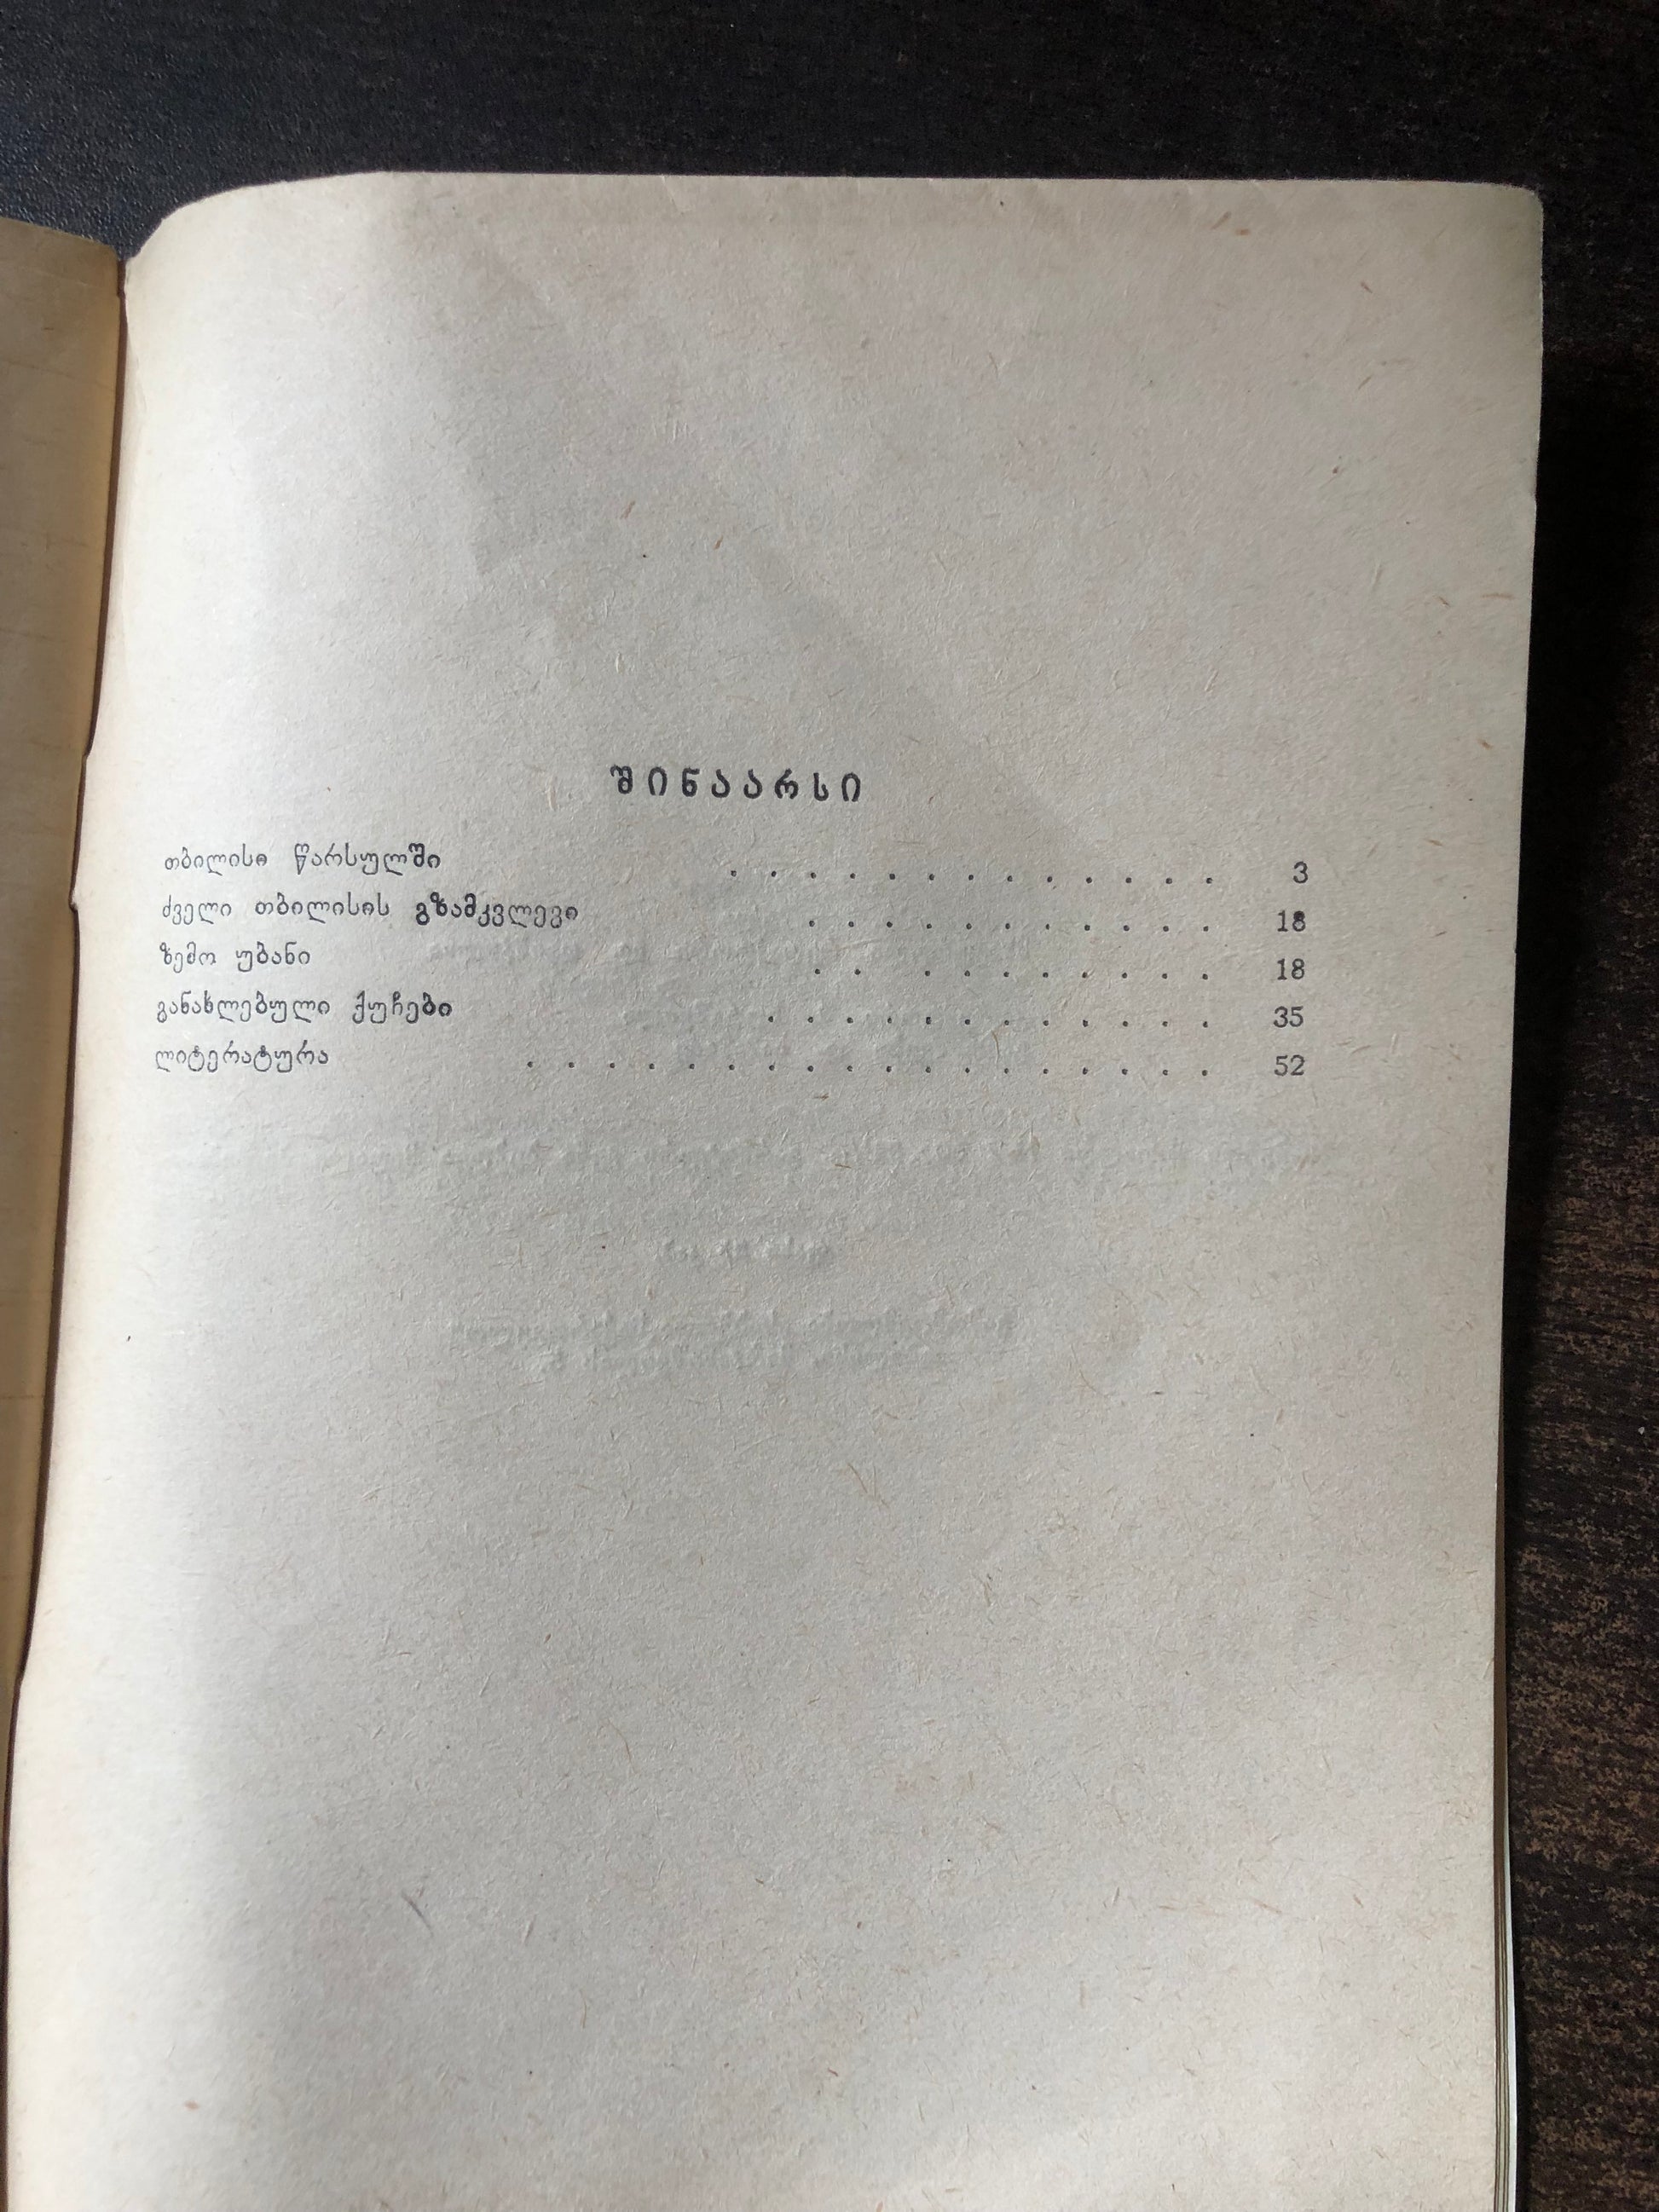 შინაარსი
თბილისი წარსულში . . . . . . . . . . . . . 3
ძველი თბილისის გზამკვლევი . . . . . . . . . . . 18
ზემო უბანი . . . . . . . . . . 18
განახლებული ქუჩები . . . . . . . . . . . . 35
ლიტერატურა . . . . . . . . . . . . . . . . . . 52